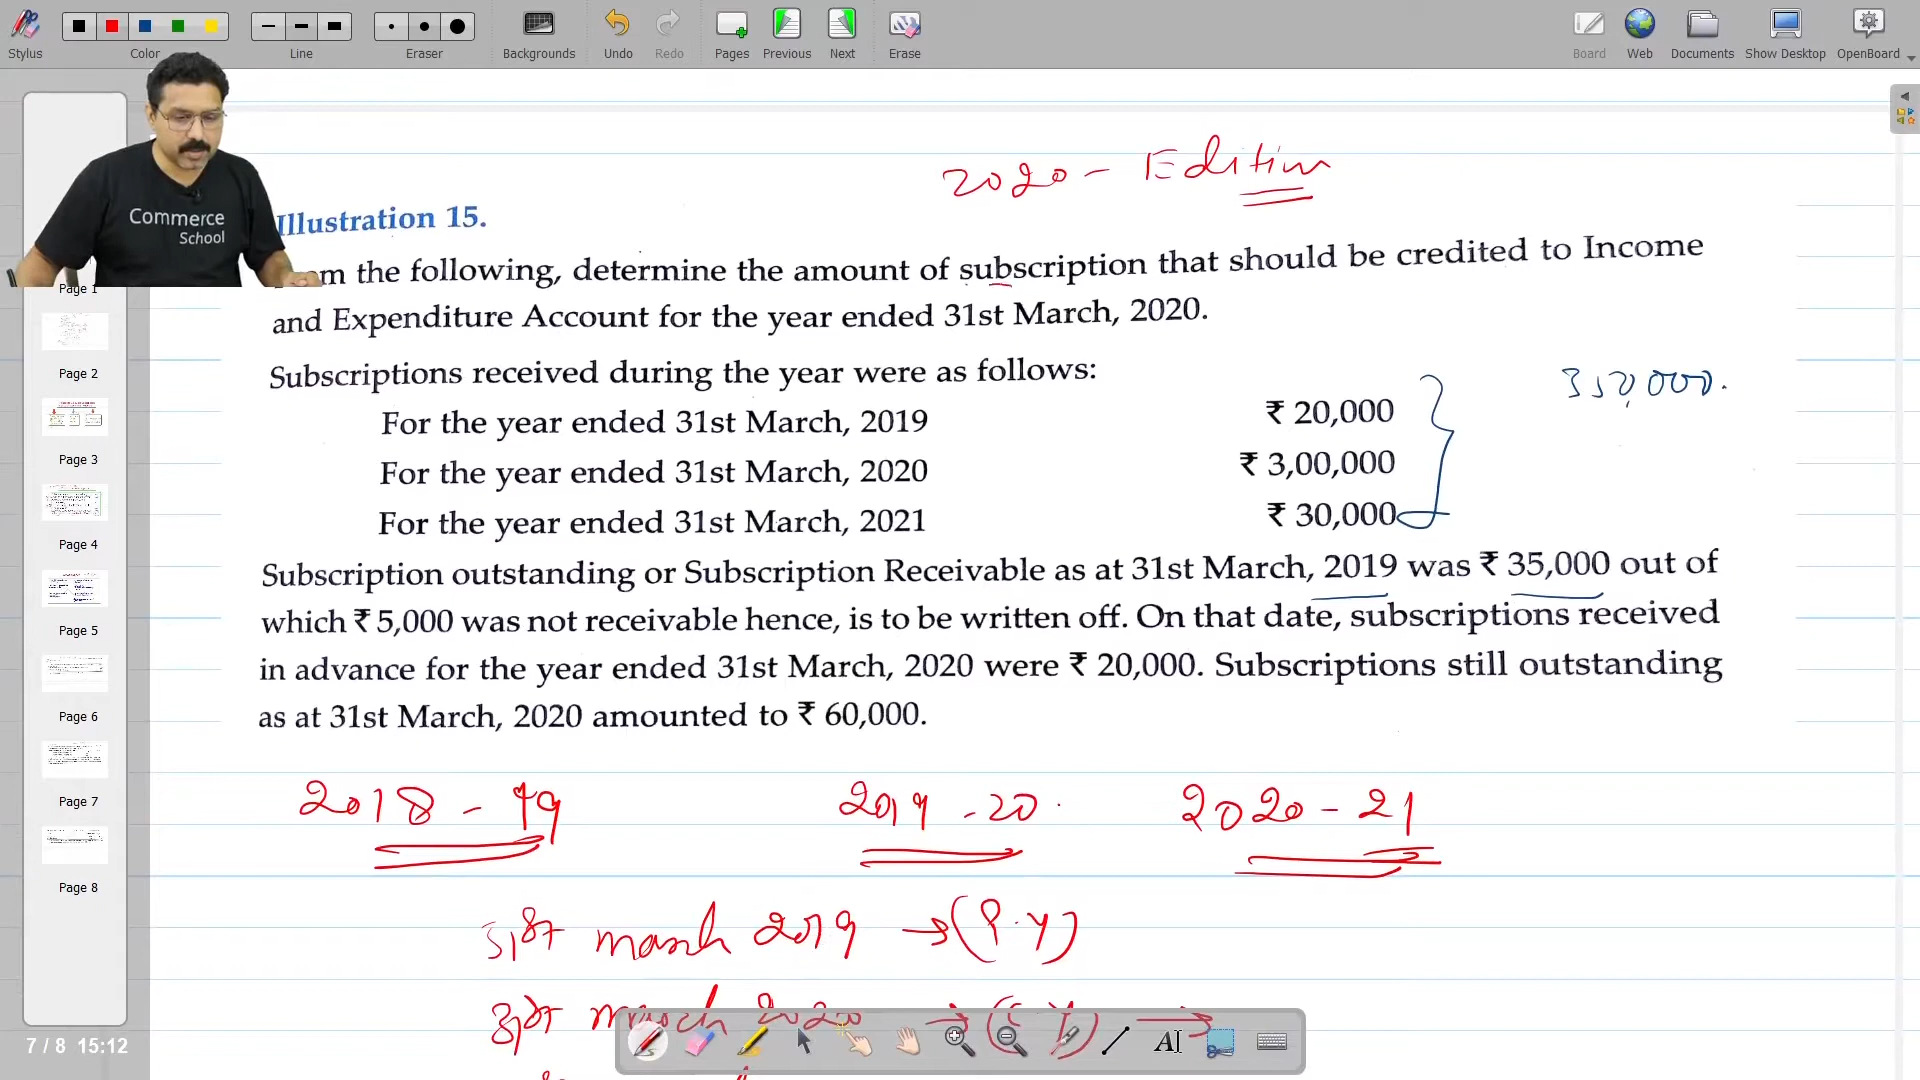 Stylus Color Line Eraser Backgrounds Undo Redo Pages Previous Next Erase Board Web Documents Show Desktop OpenBoard
2020 - Edition
Commerce
School
Illustration 15.
the following, determine the amount of subscription that should be credited to Income
and Expenditure Account for the year ended 31st March, 2020.
Subscriptions received during the year were as follows:
For the year ended 31st March, 2019 ₹ 20,000
350,000.
For the year ended 31st March, 2020 ₹ 3,00,000
For the year ended 31st March, 2021 ₹ 30,000
Subscription outstanding or Subscription Receivable as at 31st March, 2019 was ₹ 35,000 out of
which ₹ 5,000 was not receivable hence, is to be written off. On that date, subscriptions received
in advance for the year ended 31st March, 2020 were ₹ 20,000. Subscriptions still outstanding
as at 31st March, 2020 amounted to ₹ 60,000.
2018 - 19 2019 - 20 2020 - 21
31st march 2019 → (P.Y)
31st march 2020 →
Page 1
Page 2
Page 3
Page 4
Page 5
Page 6
Page 7
Page 8
7 / 8 15:12